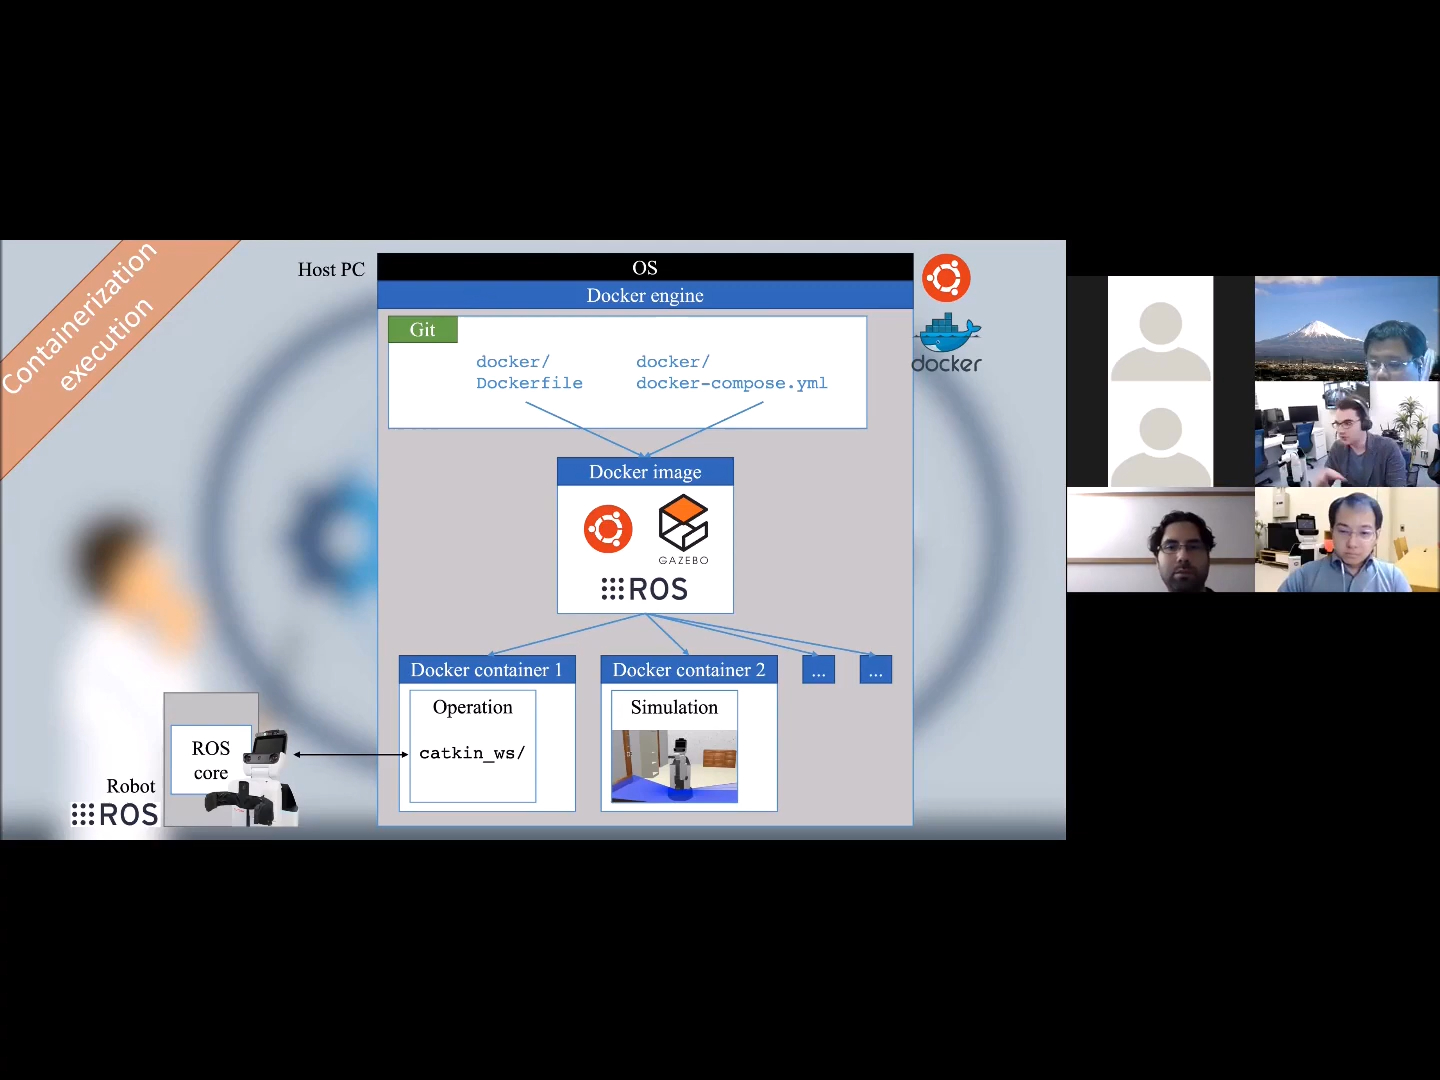 Containerization
execution
Host PC
OS
Docker engine
Git
docker/
Dockerfile
docker/
docker-compose.yml
docker
Docker image
GAZEBO
ROS
Docker container 1
Docker container 2
...
...
Operation
catkin_ws/
Simulation
ROS
core
Robot
ROS